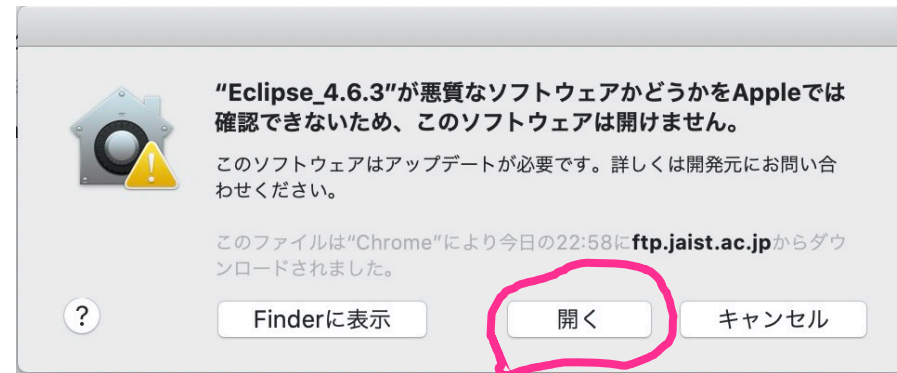 “Eclipse_4.6.3”が悪質なソフトウェアかどうかをAppleでは
確認できないため、このソフトウェアは開けません。
このソフトウェアはアップデートが必要です。詳しくは開発元にお問い合
わせください。
このファイルは“Chrome”により今日の22:58にftp.jaist.ac.jpからダウ
ンロードされました。
?
Finderに表示
開く
キャンセル